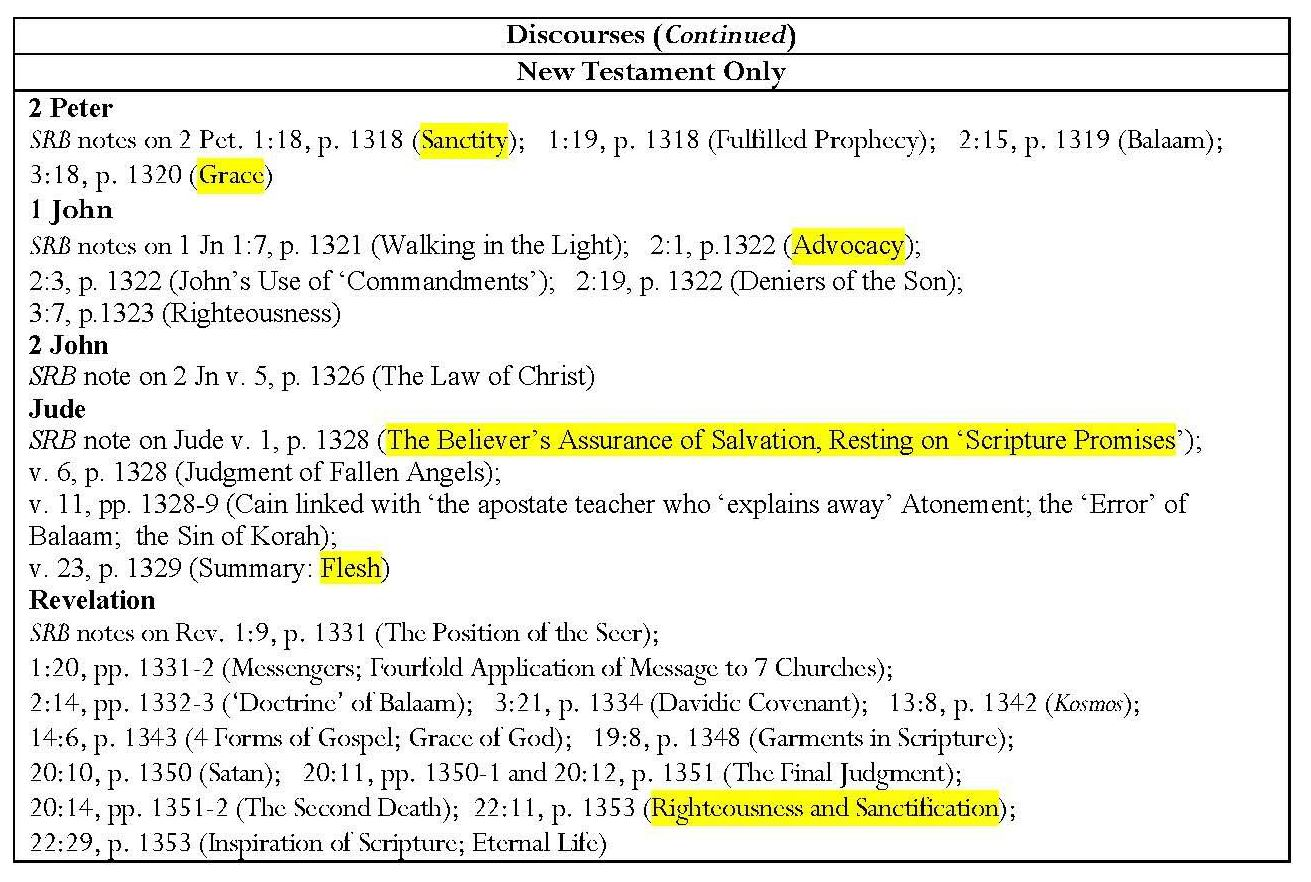 Discourses (Continued)
New Testament Only
2 Peter
SRB notes on 2 Pet. 1:18, p. 1318 (Sanctity);   1:19, p. 1318 (Fulfilled Prophecy);   2:15, p. 1319 (Balaam);
3:18, p. 1320 (Grace)
1 John
SRB notes on 1 Jn 1:7, p. 1321 (Walking in the Light);   2:1, p.1322 (Advocacy);
2:3, p. 1322 (John's Use of 'Commandments');   2:19, p. 1322 (Deniers of the Son);
3:7, p.1323 (Righteousness)
2 John
SRB note on 2 Jn v. 5, p. 1326 (The Law of Christ)
Jude
SRB note on Jude v. 1, p. 1328 (The Believer's Assurance of Salvation, Resting on 'Scripture Promises');
v. 6, p. 1328 (Judgment of Fallen Angels);
v. 11, pp. 1328-9 (Cain linked with 'the apostate teacher who 'explains away' Atonement; the 'Error' of
Balaam;  the Sin of Korah);
v. 23, p. 1329 (Summary: Flesh)
Revelation
SRB notes on Rev. 1:9, p. 1331 (The Position of the Seer);
1:20, pp. 1331-2 (Messengers; Fourfold Application of Message to 7 Churches);
2:14, pp. 1332-3 ('Doctrine' of Balaam);   3:21, p. 1334 (Davidic Covenant);   13:8, p. 1342 (Kosmos);
14:6, p. 1343 (4 Forms of Gospel; Grace of God);   19:8, p. 1348 (Garments in Scripture);
20:10, p. 1350 (Satan);   20:11, pp. 1350-1 and 20:12, p. 1351 (The Final Judgment);
20:14, pp. 1351-2 (The Second Death);  22:11, p. 1353 (Righteousness and Sanctification);
22:29, p. 1353 (Inspiration of Scripture; Eternal Life)